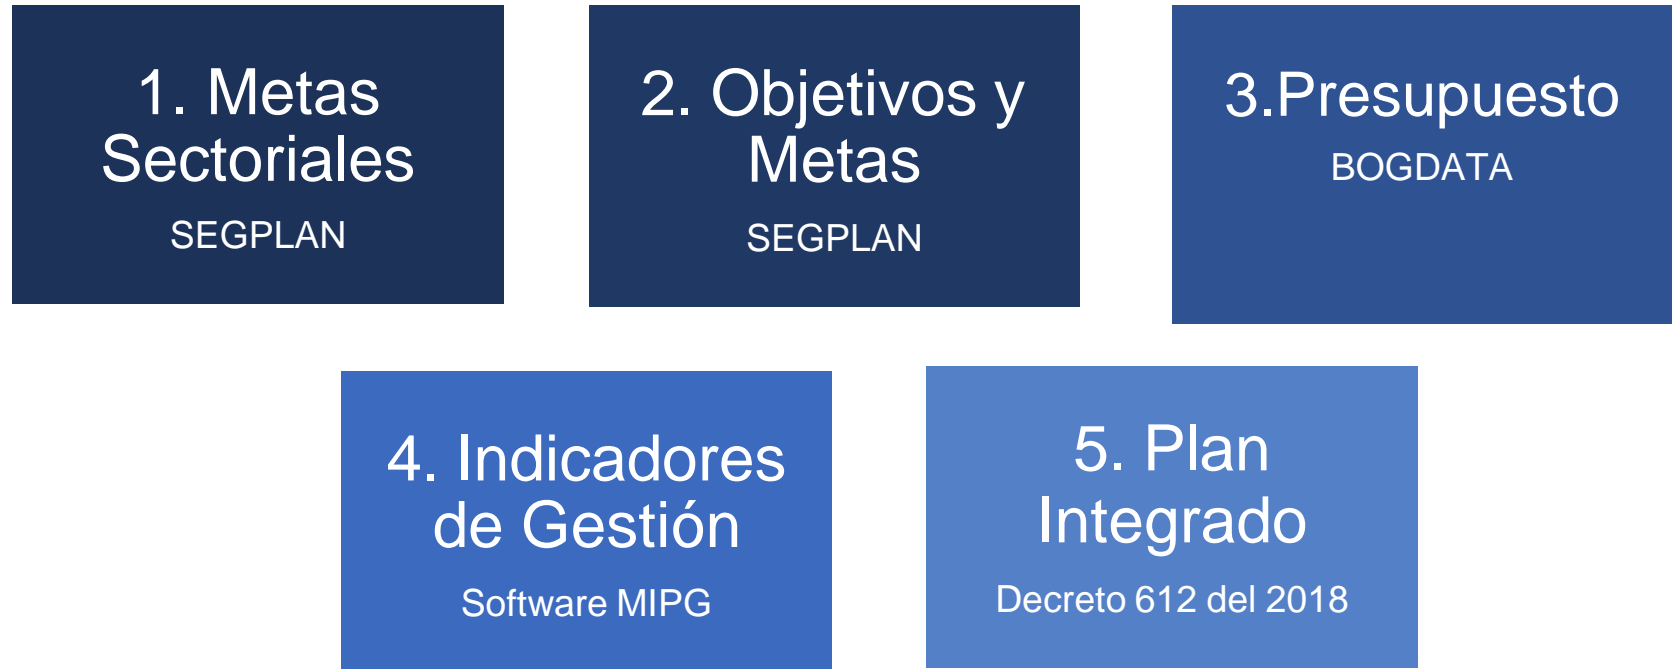 1. Metas
Sectoriales
SEGPLAN
2. Objetivos y
Metas
SEGPLAN
3.Presupuesto
BOGDATA
4. Indicadores
de Gestión
Software MIPG
5. Plan
Integrado
Decreto 612 del 2018